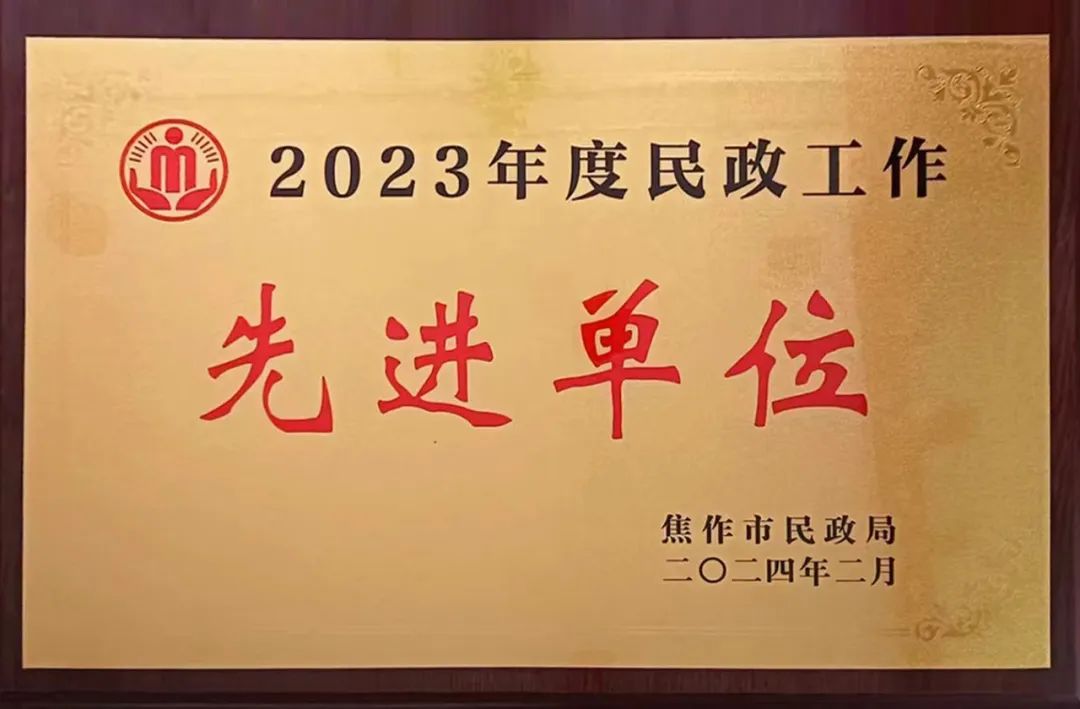 2023年度民政工作
先进单位
焦作市民政局
二〇二四年二月